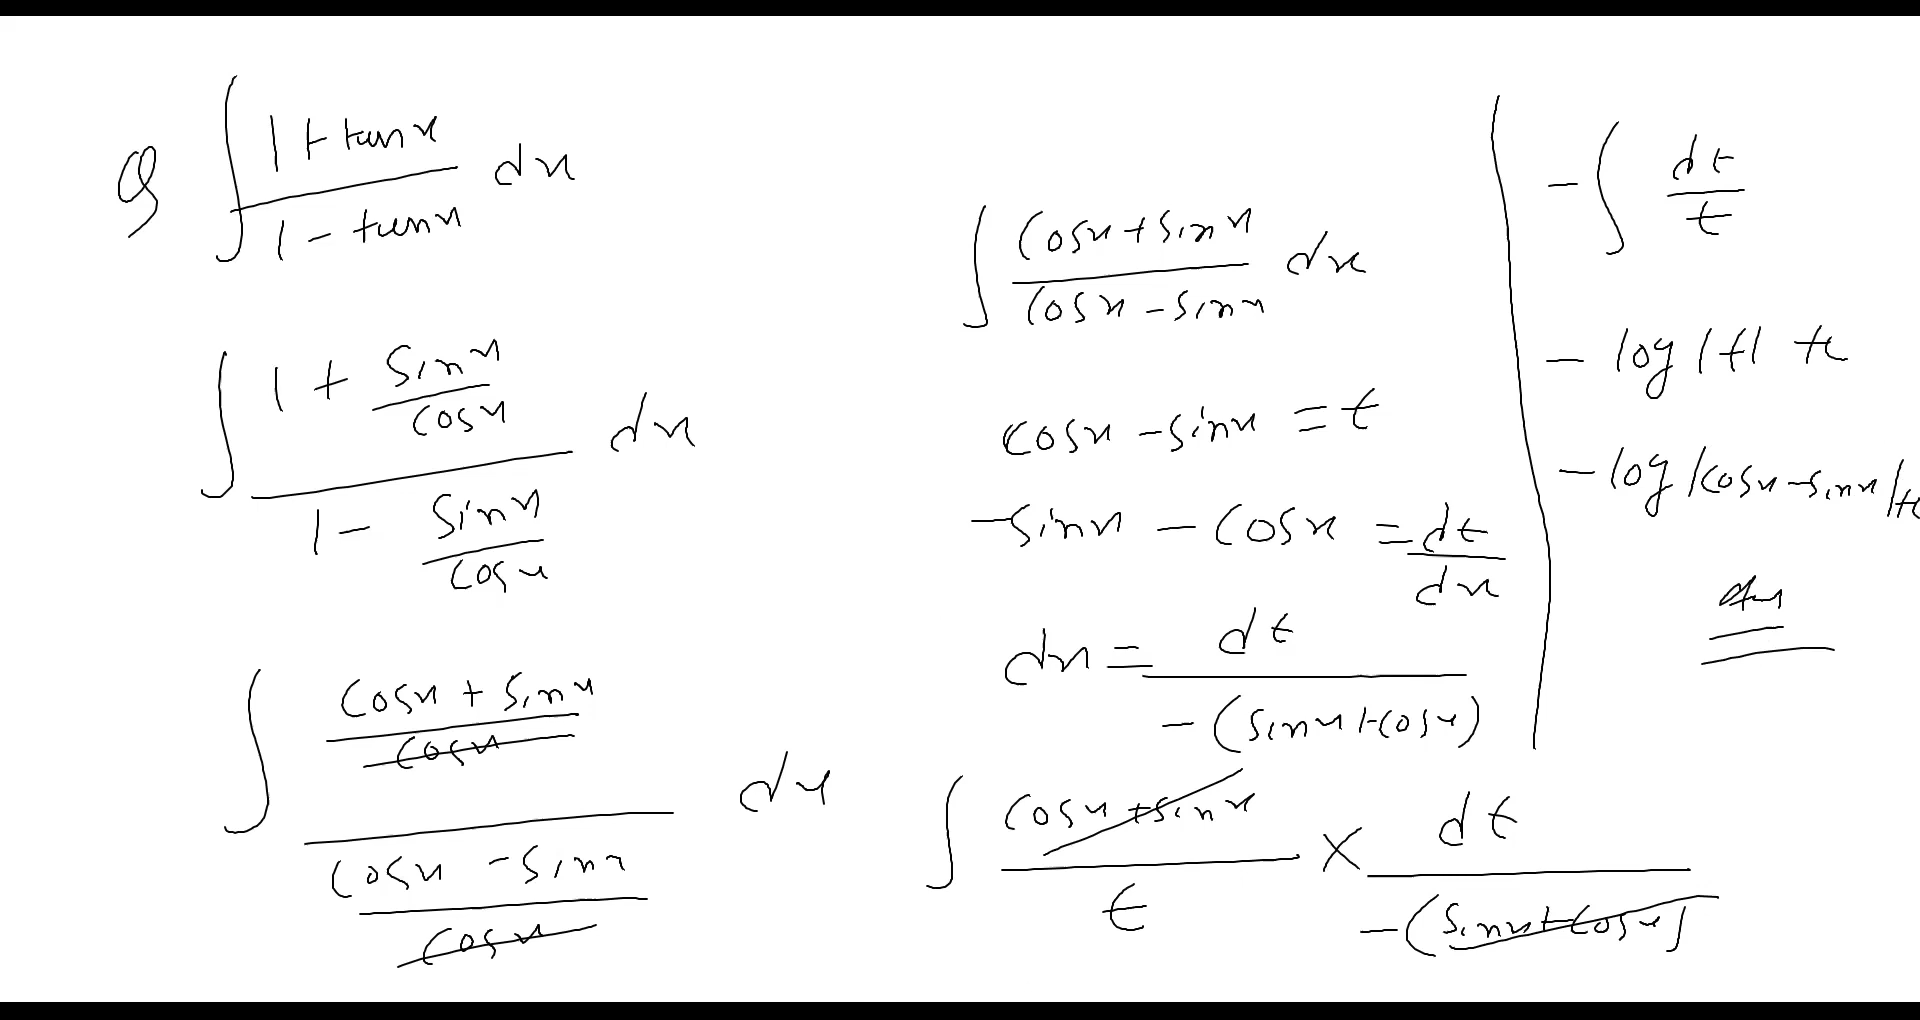 Q ∫ (1 + tan x)/(1 - tan x) dx
∫ (1 + sin x/cos x)/(1 - sin x/cos x) dx
∫ ((cos x + sin x)/cos x)/((cos x - sin x)/cos x) dx
∫ (cos x + sin x)/(cos x - sin x) dx
cos x - sin x = t
-sin x - cos x = dt/dx
dx = dt/-(sin x + cos x)
∫ (cos x + sin x)/t × dt/-(sin x + cos x)
- ∫ dt/t
- log |t| + c
- log |cos x - sin x| + c